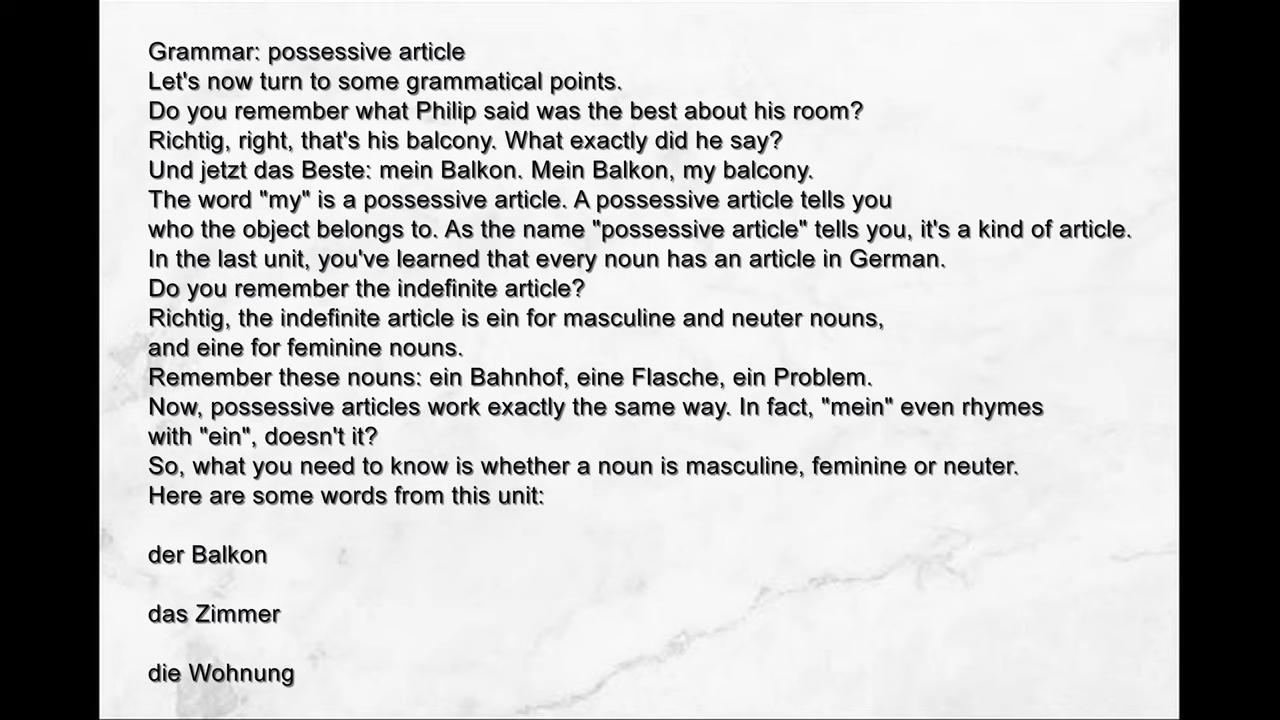 Grammar: possessive article
Let's now turn to some grammatical points.
Do you remember what Philip said was the best about his room?
Richtig, right, that's his balcony. What exactly did he say?
Und jetzt das Beste: mein Balkon. Mein Balkon, my balcony.
The word "my" is a possessive article. A possessive article tells you
who the object belongs to. As the name "possessive article" tells you, it's a kind of article.
In the last unit, you've learned that every noun has an article in German.
Do you remember the indefinite article?
Richtig, the indefinite article is ein for masculine and neuter nouns,
and eine for feminine nouns.
Remember these nouns: ein Bahnhof, eine Flasche, ein Problem.
Now, possessive articles work exactly the same way. In fact, "mein" even rhymes
with "ein", doesn't it?
So, what you need to know is whether a noun is masculine, feminine or neuter.
Here are some words from this unit:
der Balkon
das Zimmer
die Wohnung